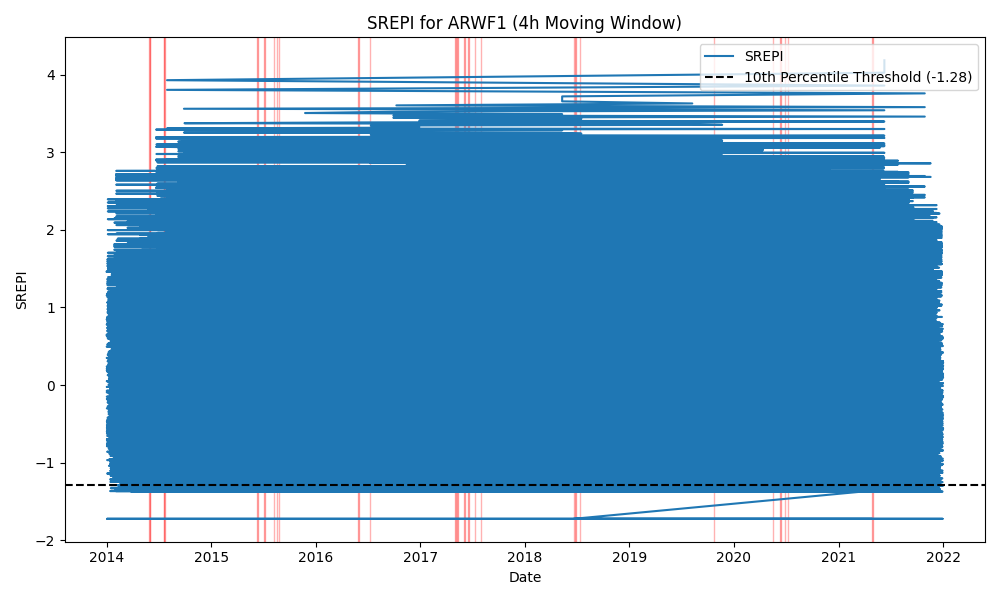 SREPI for ARWF1 (4h Moving Window)
SREPI
10th Percentile Threshold (-1.28)
4
3
2
1
0
−1
−2
SREPI
2014 2015 2016 2017 2018 2019 2020 2021 2022
Date